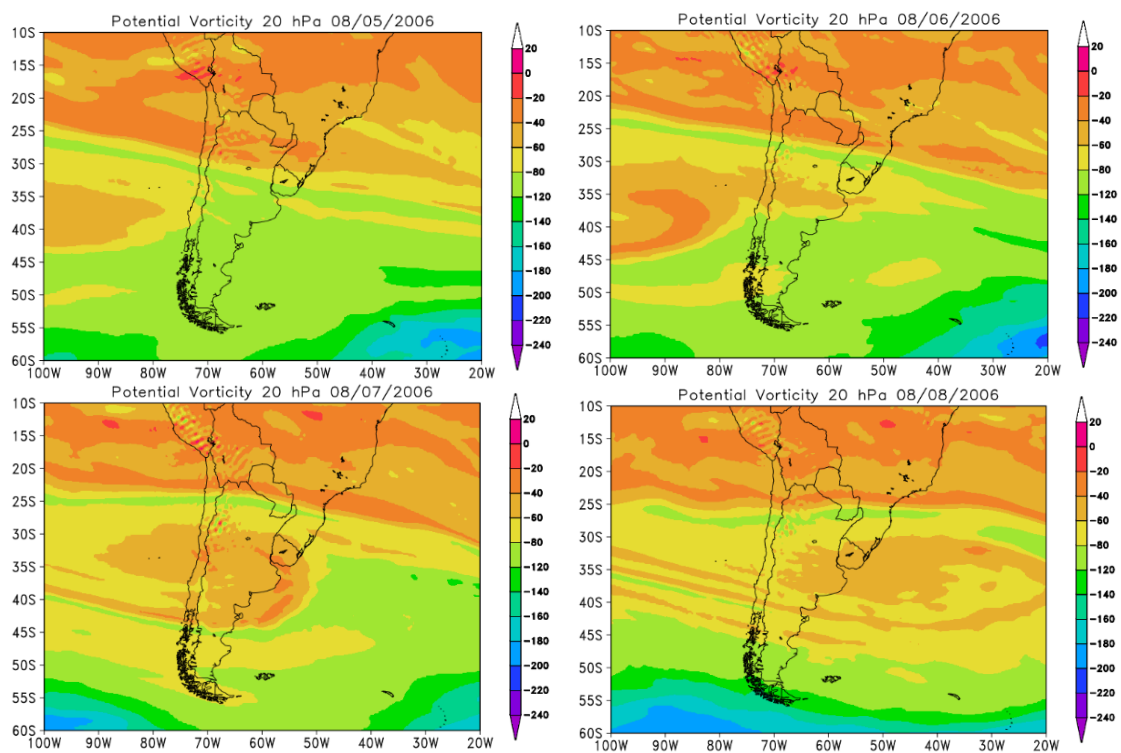 Potential Vorticity 20 hPa 08/05/2006
10S
15S
20S
25S
30S
35S
40S
45S
50S
55S
60S
100W 90W 80W 70W 60W 50W 40W 30W 20W
20
0
-20
-40
-60
-80
-100
-120
-140
-160
-180
-200
-220
-240
Potential Vorticity 20 hPa 08/06/2006
10S
15S
20S
25S
30S
35S
40S
45S
50S
55S
60S
100W 90W 80W 70W 60W 50W 40W 30W 20W
20
0
-20
-40
-60
-80
-100
-120
-140
-160
-180
-200
-220
-240
Potential Vorticity 20 hPa 08/07/2006
10S
15S
20S
25S
30S
35S
40S
45S
50S
55S
60S
100W 90W 80W 70W 60W 50W 40W 30W 20W
20
0
-20
-40
-60
-80
-100
-120
-140
-160
-180
-200
-220
-240
Potential Vorticity 20 hPa 08/08/2006
10S
15S
20S
25S
30S
35S
40S
45S
50S
55S
60S
100W 90W 80W 70W 60W 50W 40W 30W 20W
20
0
-20
-40
-60
-80
-100
-120
-140
-160
-180
-200
-220
-240